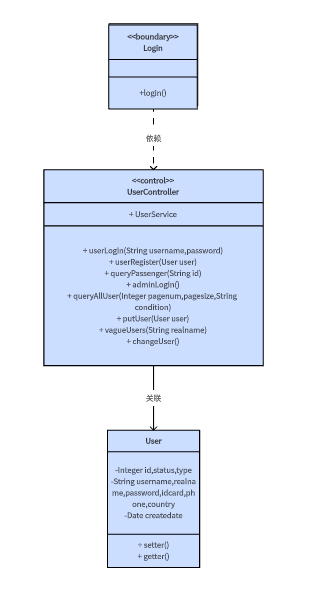 <<boundary>>
Login
+login()
依赖
<<control>>
UserController
+ UserService
+ userLogin(String username,password)
+ userRegister(User user)
+ queryPassenger(String id)
+ adminLogin()
+ queryAllUser(Integer pagenum,pagesize,String
condition)
+ putUser(User user)
+ vagueUsers(String realname)
+ changeUser()
关联
User
-Integer id,status,type
-String username,realna
me,password,idcard,ph
one,country
-Date createdate
+ setter()
+ getter()